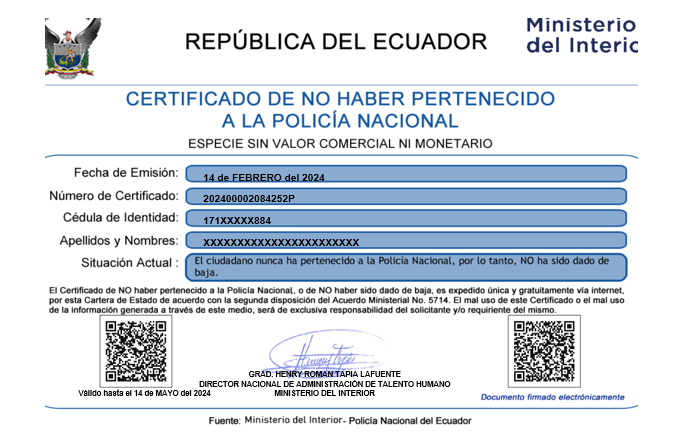 REPÚBLICA DEL ECUADOR
Ministerio
del Interio
CERTIFICADO DE NO HABER PERTENECIDO
A LA POLICÍA NACIONAL
ESPECIE SIN VALOR COMERCIAL NI MONETARIO
Fecha de Emisión: 14 de FEBRERO del 2024
Número de Certificado: 202400002084252P
Cédula de Identidad: 171XXXXX884
Apellidos y Nombres: XXXXXXXXXXXXXXXXXXXXXXX
Situación Actual : El ciudadano nunca ha pertenecido a la Policía Nacional, por lo tanto, NO ha sido dado de
baja.
El Certificado de NO haber pertenecido a la Policía Nacional, o de NO haber sido dado de baja, es expedido única y gratuitamente vía internet,
por esta Cartera de Estado de acuerdo con la segunda disposición del Acuerdo Ministerial No. 5714. El mal uso de este Certificado o el mal uso
de la información generada a través de este medio, será de exclusiva responsabilidad del solicitante y/o requiriente del mismo.
GRAD. HENRY ROMAN TAPIA LAFUENTE
DIRECTOR NACIONAL DE ADMINISTRACIÓN DE TALENTO HUMANO
MINISTERIO DEL INTERIOR
Válido hasta el 14 de MAYO del 2024
Documento firmado electrónicamente
Fuente: Ministerio del Interior- Policía Nacional del Ecuador